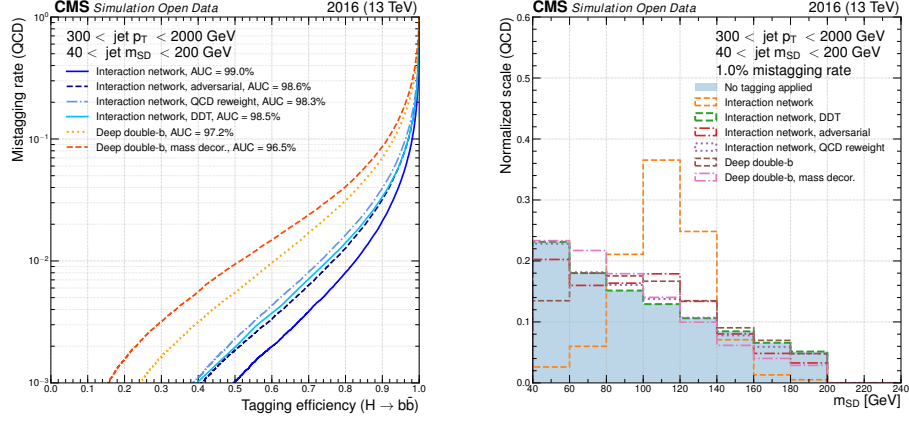 CMS Simulation Open Data 2016 (13 TeV)
300 < jet p_T < 2000 GeV
40 < jet m_SD < 200 GeV
Interaction network, AUC = 99.0%
Interaction network, adversarial, AUC = 98.6%
Interaction network, QCD reweight, AUC = 98.3%
Interaction network, DDT, AUC = 98.5%
Deep double-b, AUC = 97.2%
Deep double-b, mass decor., AUC = 96.5%
Mistagging rate (QCD)
10^0
10^−1
10^−2
10^−3
0.0 0.1 0.2 0.3 0.4 0.5 0.6 0.7 0.8 0.9 1.0
Tagging efficiency (H → bb̄)
CMS Simulation Open Data 2016 (13 TeV)
300 < jet p_T < 2000 GeV
40 < jet m_SD < 200 GeV
1.0% mistagging rate
No tagging applied
Interaction network
Interaction network, DDT
Interaction network, adversarial
Interaction network, QCD reweight
Deep double-b
Deep double-b, mass decor.
Normalized scale (QCD)
0.6
0.5
0.4
0.3
0.2
0.1
0.0
40 60 80 100 120 140 160 180 200 220 240
m_SD [GeV]